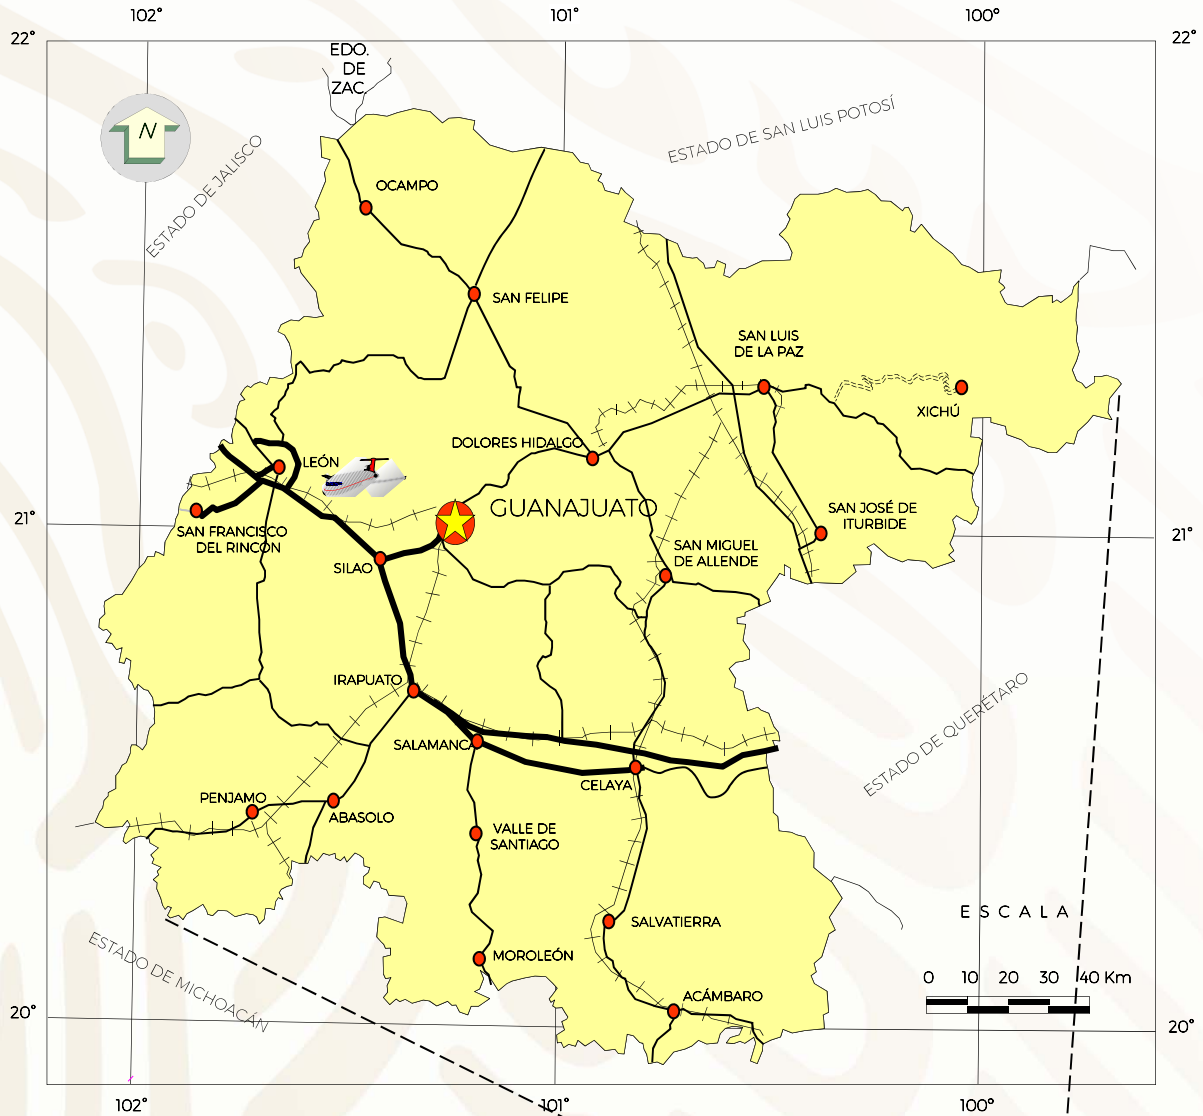 102°
101°
100°
22°
22°
EDO.
DE
ZAC.
ESTADO DE SAN LUIS POTOSÍ
N
ESTADO DE JALISCO
OCAMPO
SAN FELIPE
SAN LUIS
DE LA PAZ
XICHÚ
DOLORES HIDALGO
LEÓN
GUANAJUATO
SAN JOSÉ DE
ITURBIDE
21°
21°
SAN FRANCISCO
DEL RINCÓN
SILAO
SAN MIGUEL
DE ALLENDE
IRAPUATO
ESTADO DE QUERÉTARO
SALAMANCA
CELAYA
PENJAMO
ABASOLO
VALLE DE
SANTIAGO
SALVATIERRA
ESCALA
ESTADO DE MICHOACÁN
MOROLEÓN
0 10 20 30 40 Km
ACÁMBARO
20°
20°
102°
101°
100°